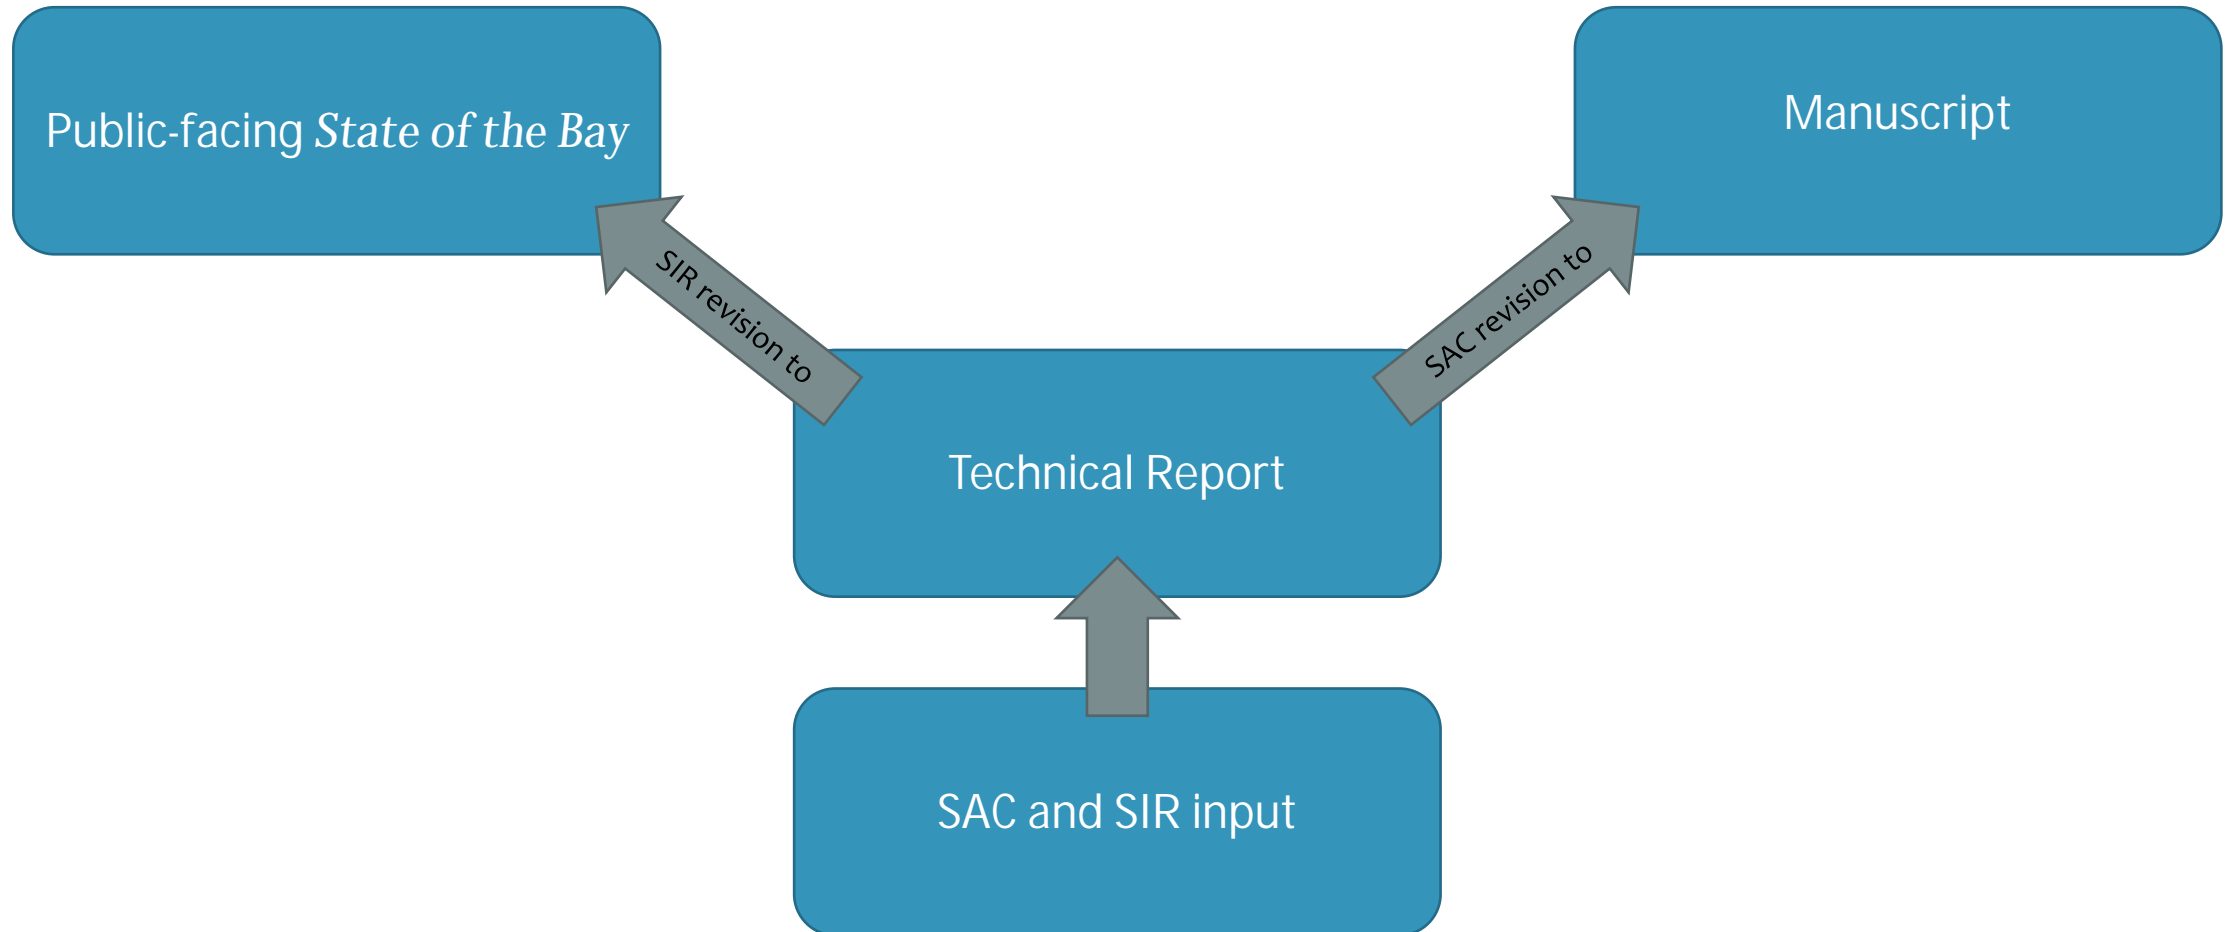 Public-facing State of the Bay
Manuscript
SIR revision to
SAC revision to
Technical Report
SAC and SIR input